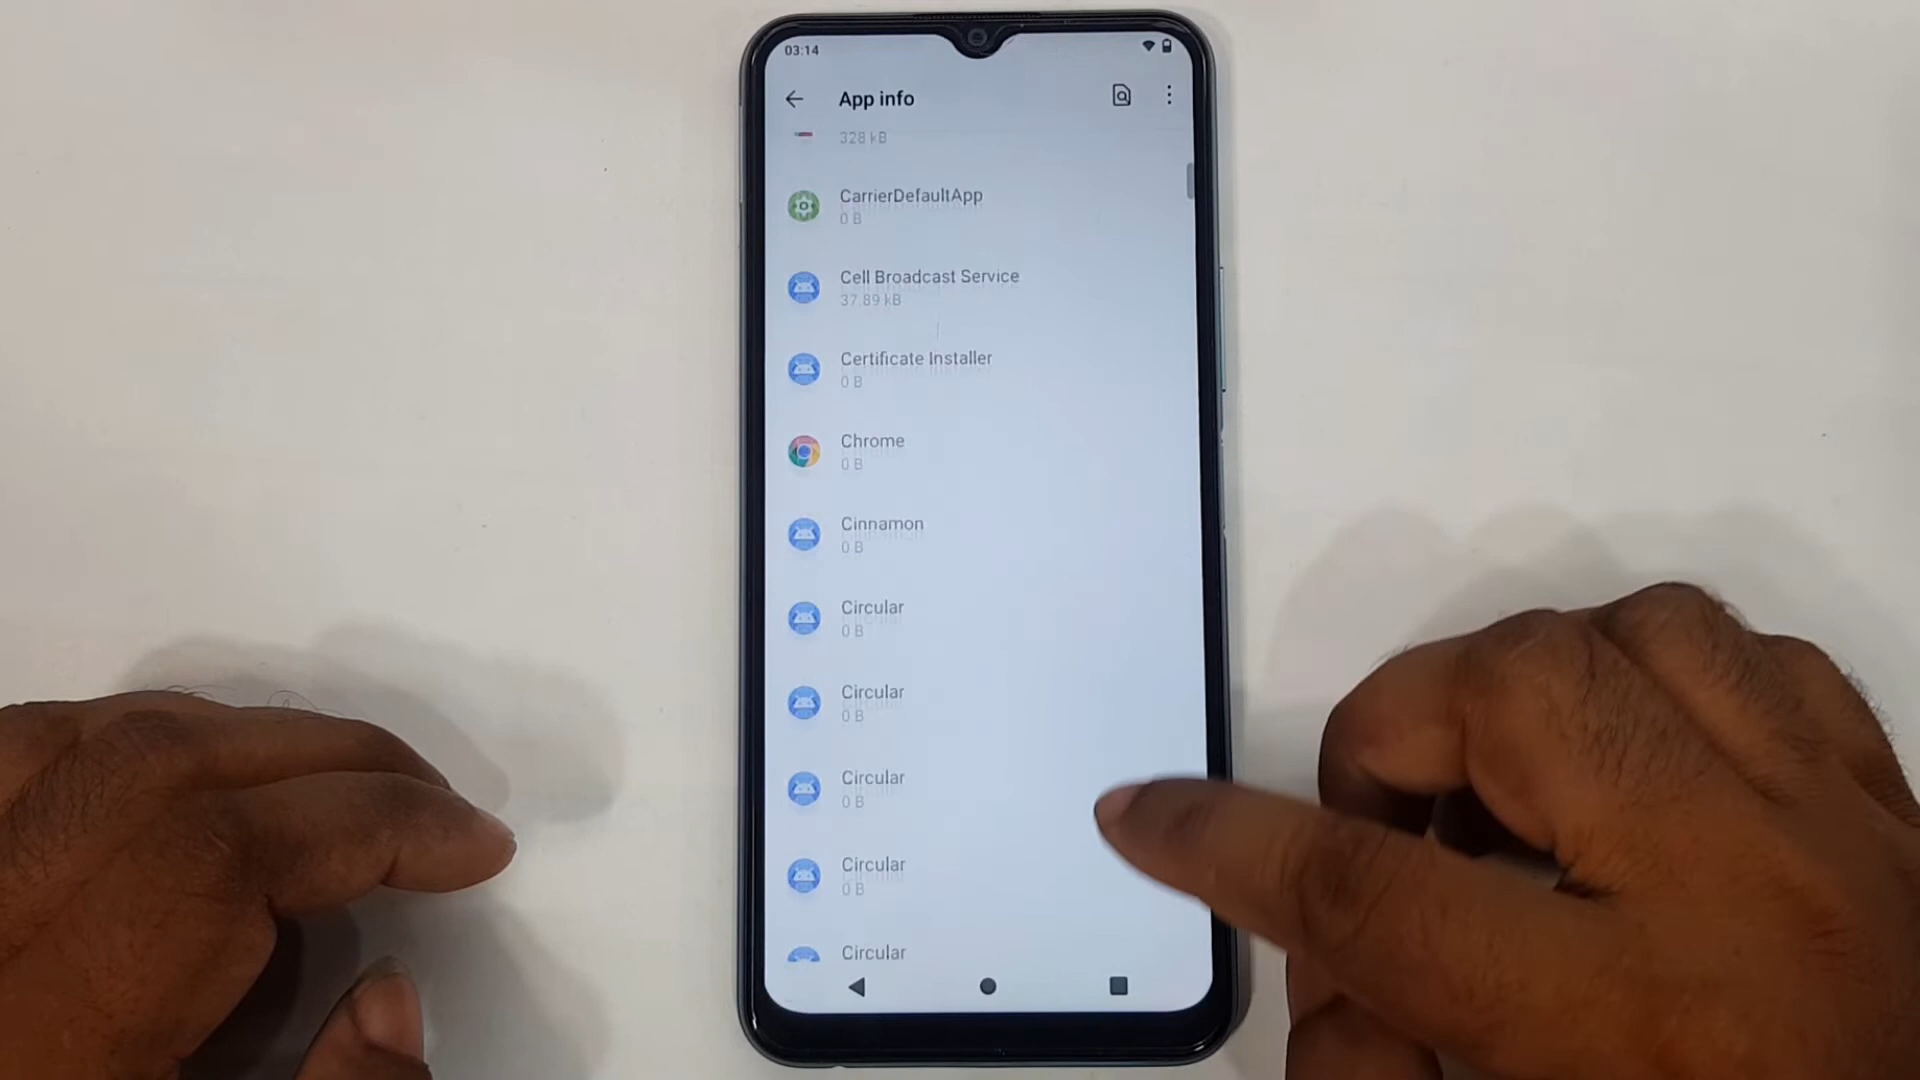 03:14
App info
328 kB
CarrierDefaultApp
0 B
Cell Broadcast Service
37.89 kB
Certificate Installer
0 B
Chrome
0 B
Cinnamon
0 B
Circular
0 B
Circular
0 B
Circular
0 B
Circular
0 B
Circular